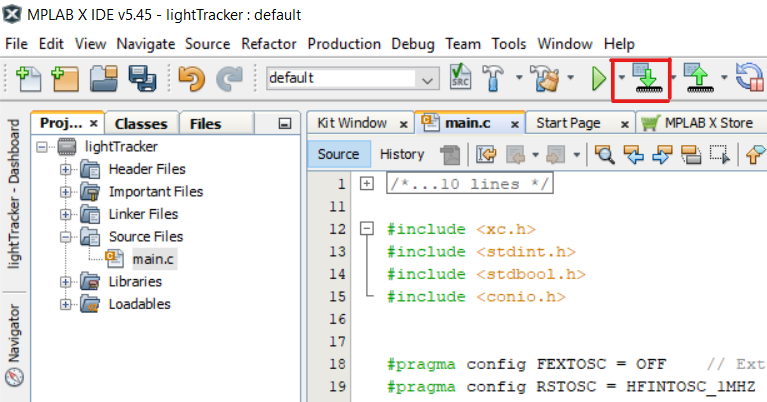 MPLAB X IDE v5.45 - lightTracker : default
File Edit View Navigate Source Refactor Production Debug Team Tools Window Help
default
SRC
Proj... × Classes Files
Kit Window × main.c × Start Page × MPLAB X Store
lightTracker - Dashboard
Navigator
lightTracker
Header Files
Important Files
Linker Files
Source Files
main.c
Libraries
Loadables
Source History
1 /*...10 lines */
11
12 #include <xc.h>
13 #include <stdint.h>
14 #include <stdbool.h>
15 #include <conio.h>
16
17
18 #pragma config FEXTOSC = OFF // Ext
19 #pragma config RSTOSC = HFINTOSC_1MHZ